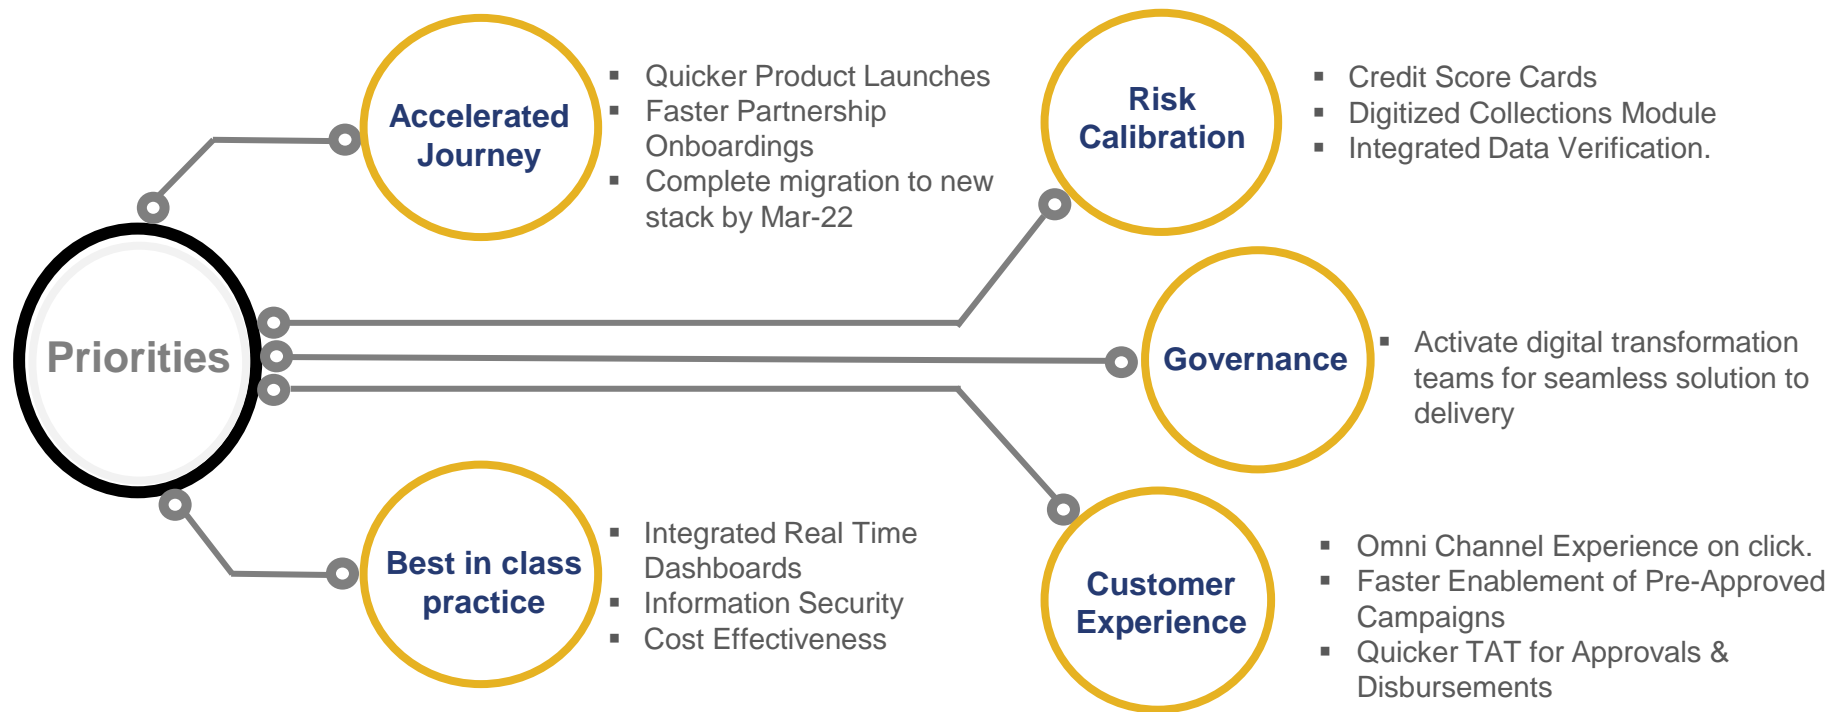 Priorities
Accelerated
Journey
▪ Quicker Product Launches
▪ Faster Partnership
Onboardings
▪ Complete migration to new
stack by Mar-22
Risk
Calibration
▪ Credit Score Cards
▪ Digitized Collections Module
▪ Integrated Data Verification.
Governance
▪ Activate digital transformation
teams for seamless solution to
delivery
Best in class
practice
▪ Integrated Real Time
Dashboards
▪ Information Security
▪ Cost Effectiveness
Customer
Experience
▪ Omni Channel Experience on click.
▪ Faster Enablement of Pre-Approved
Campaigns
▪ Quicker TAT for Approvals &
Disbursements